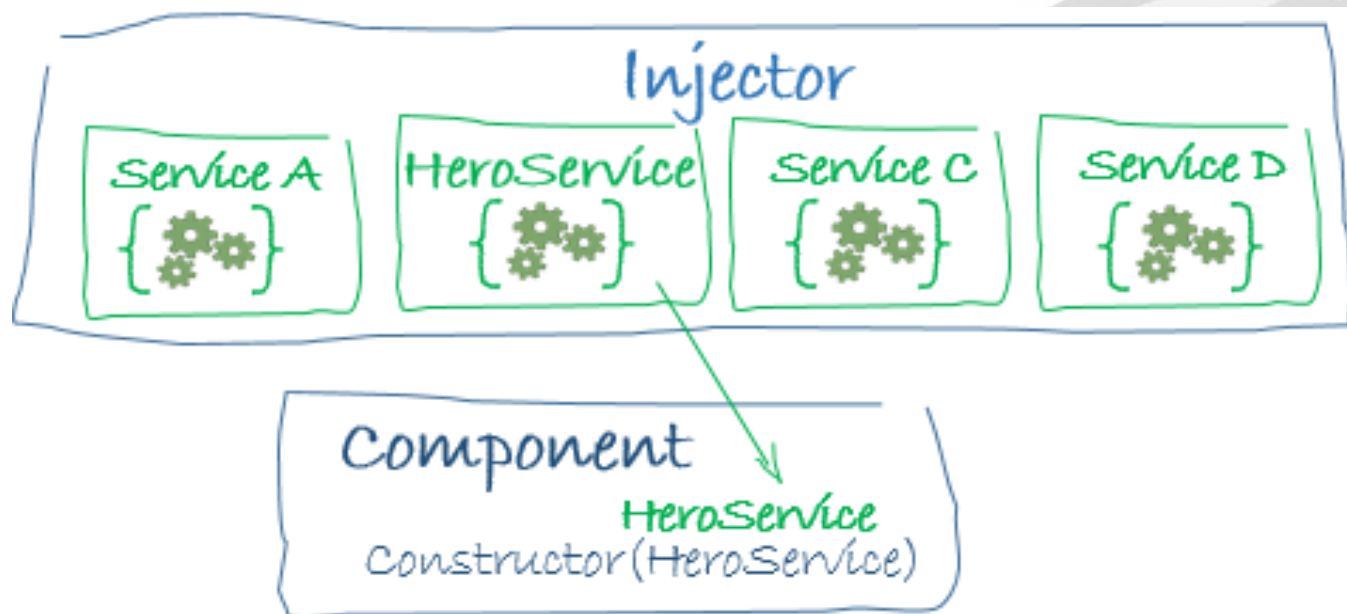 Injector
Service A
HeroService
Service C
Service D
Component
HeroService
Constructor(HeroService)